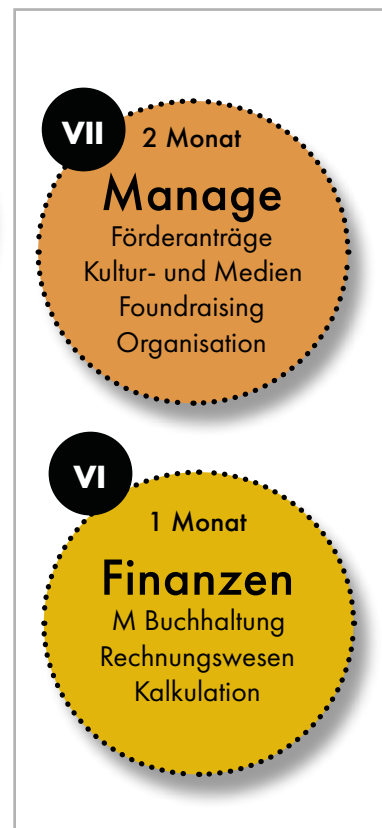 VII
2 Monat
Manage
Förderanträge
Kultur- und Medien
Foundraising
Organisation
VI
1 Monat
Finanzen
M Buchhaltung
Rechnungswesen
Kalkulation